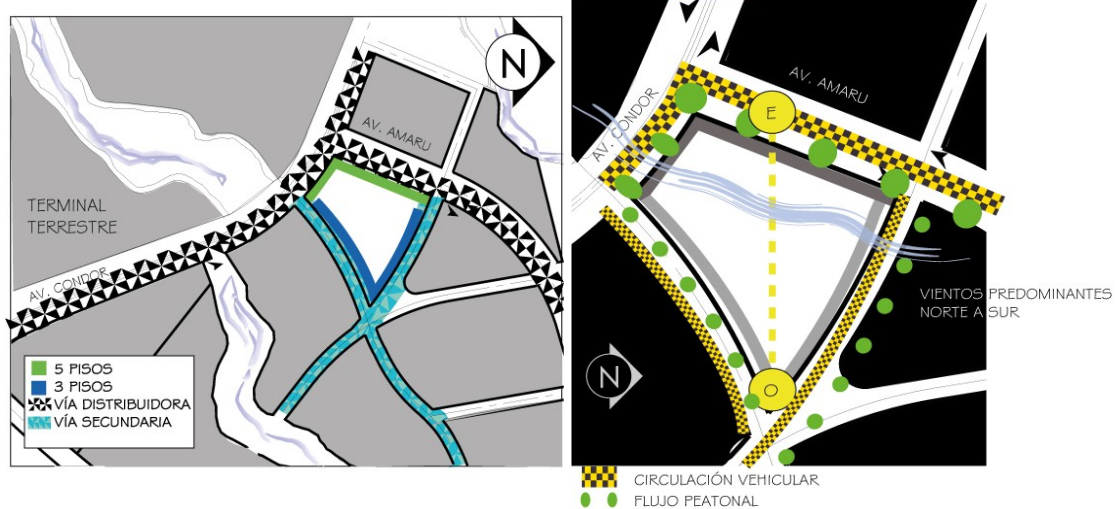 N
AV. AMARU
TERMINAL
TERRESTRE
AV. CONDOR
5 PISOS
3 PISOS
VÍA DISTRIBUIDORA
VÍA SECUNDARIA
AV. AMARU
E
AV. CONDOR
VIENTOS PREDOMINANTES
NORTE A SUR
N
O
CIRCULACIÓN VEHICULAR
FLUJO PEATONAL